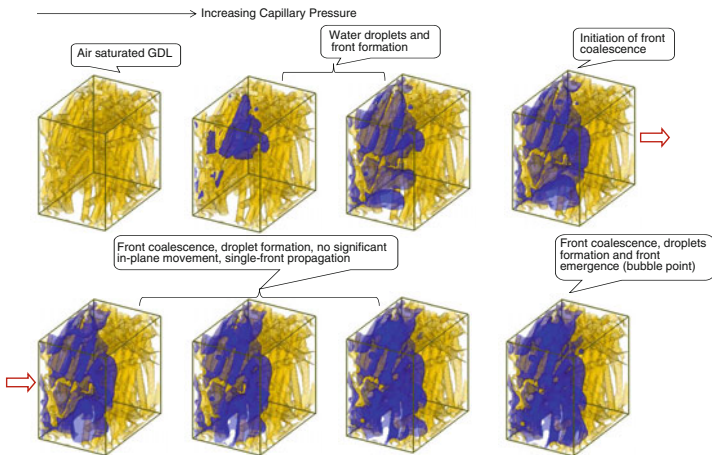 Increasing Capillary Pressure
Air saturated GDL
Water droplets and
front formation
Initiation of front
coalescence
Front coalescence, droplet formation, no significant
in-plane movement, single-front propagation
Front coalescence, droplets
formation and front
emergence (bubble point)